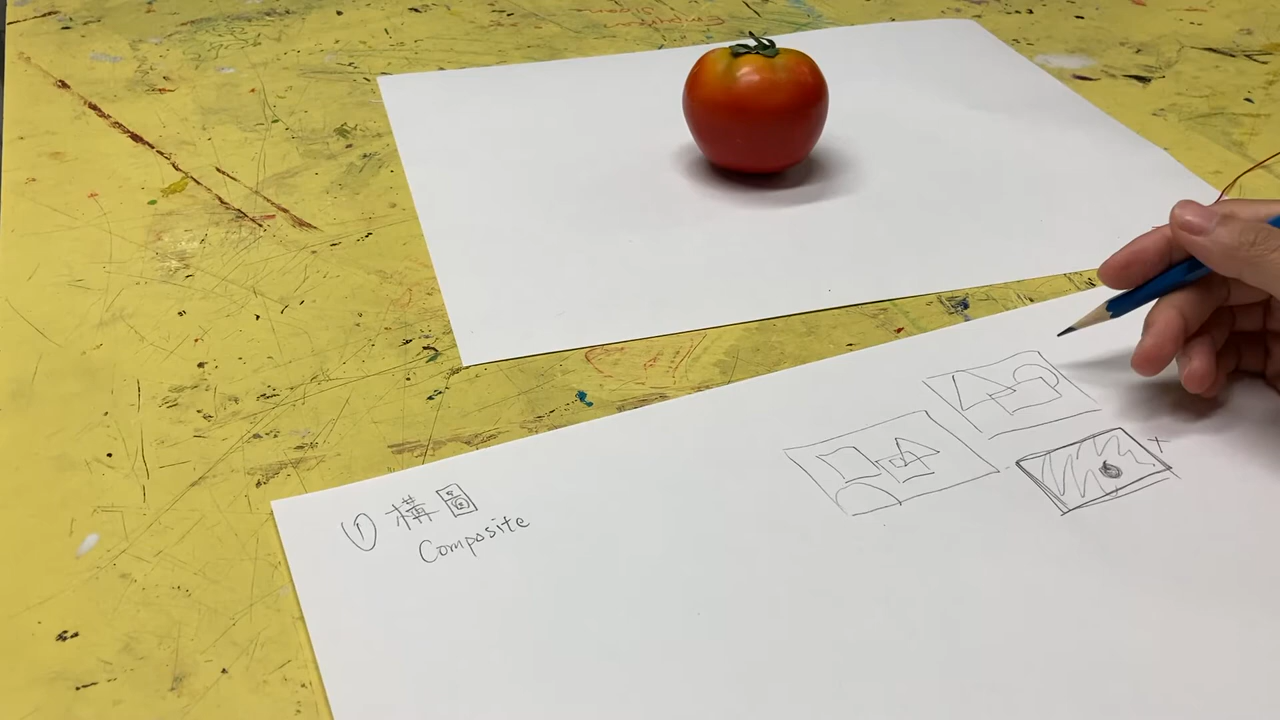 ① 構圖
Composite